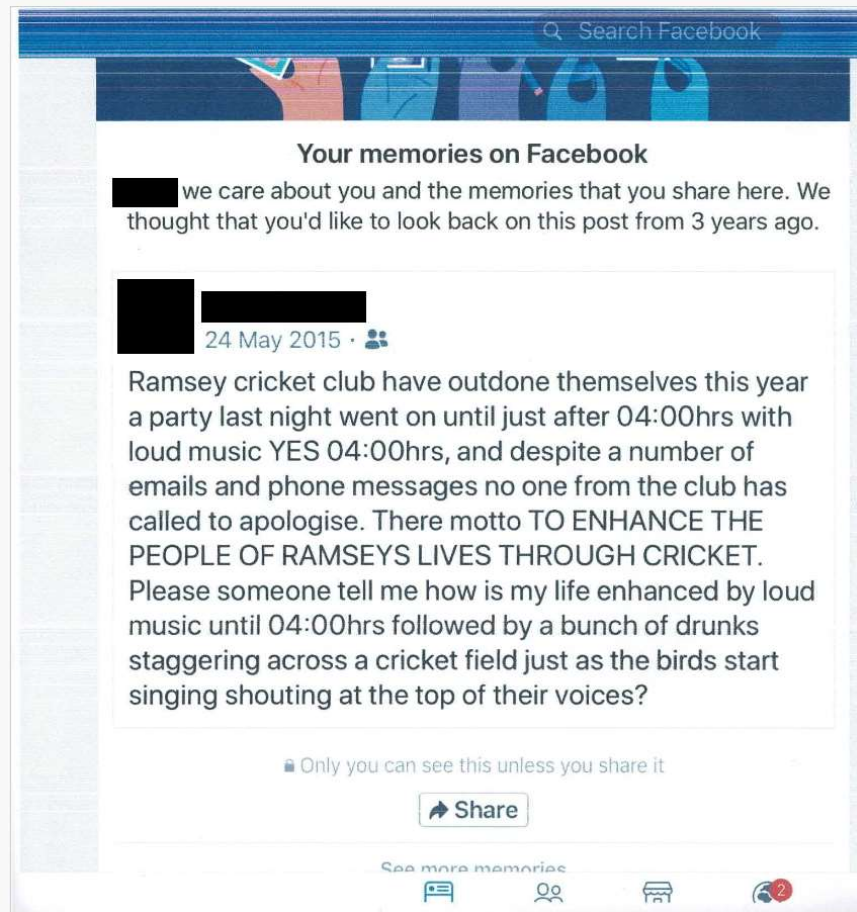 Search Facebook
Your memories on Facebook
we care about you and the memories that you share here. We
thought that you'd like to look back on this post from 3 years ago.
24 May 2015 ·
Ramsey cricket club have outdone themselves this year
a party last night went on until just after 04:00hrs with
loud music YES 04:00hrs, and despite a number of
emails and phone messages no one from the club has
called to apologise. There motto TO ENHANCE THE
PEOPLE OF RAMSEYS LIVES THROUGH CRICKET.
Please someone tell me how is my life enhanced by loud
music until 04:00hrs followed by a bunch of drunks
staggering across a cricket field just as the birds start
singing shouting at the top of their voices?
Only you can see this unless you share it
Share
See more memories
2